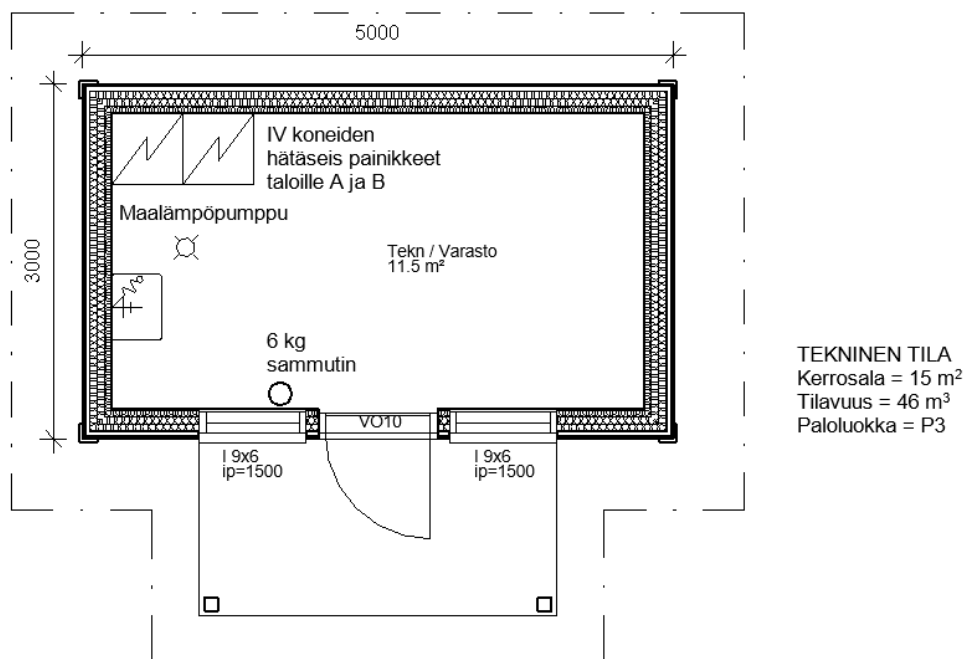 5000
3000
IV koneiden
hätäseis painikkeet
taloille A ja B
Maalämpöpumppu
Tekn / Varasto
11.5 m²
6 kg
sammutin
VO10
I 9x6
ip=1500
I 9x6
ip=1500
TEKNINEN TILA
Kerrosala = 15 m²
Tilavuus = 46 m³
Paloluokka = P3